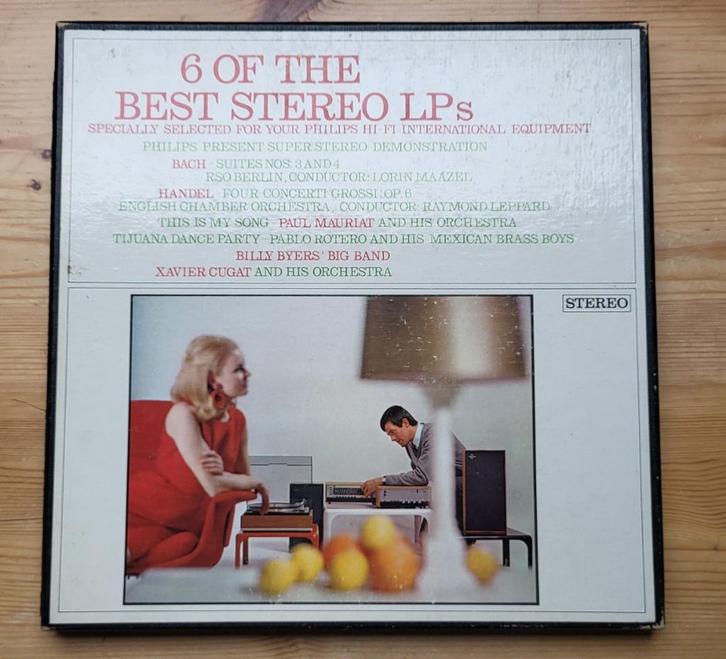 6 OF THE
BEST STEREO LPs
SPECIALLY SELECTED FOR YOUR PHILIPS HI-FI INTERNATIONAL EQUIPMENT
PHILIPS PRESENT SUPER STEREO DEMONSTRATION
BACH - SUITES NOS: 3 AND 4
RSO BERLIN, CONDUCTOR: LORIN MAAZEL
HANDEL FOUR CONCERTI GROSSI: OP. 6
ENGLISH CHAMBER ORCHESTRA, CONDUCTOR: RAYMOND LEPPARD
THIS IS MY SONG - PAUL MAURIAT AND HIS ORCHESTRA
TIJUANA DANCE PARTY - PABLO ROTERO AND HIS MEXICAN BRASS BOYS
BILLY BYERS' BIG BAND
XAVIER CUGAT AND HIS ORCHESTRA
STEREO